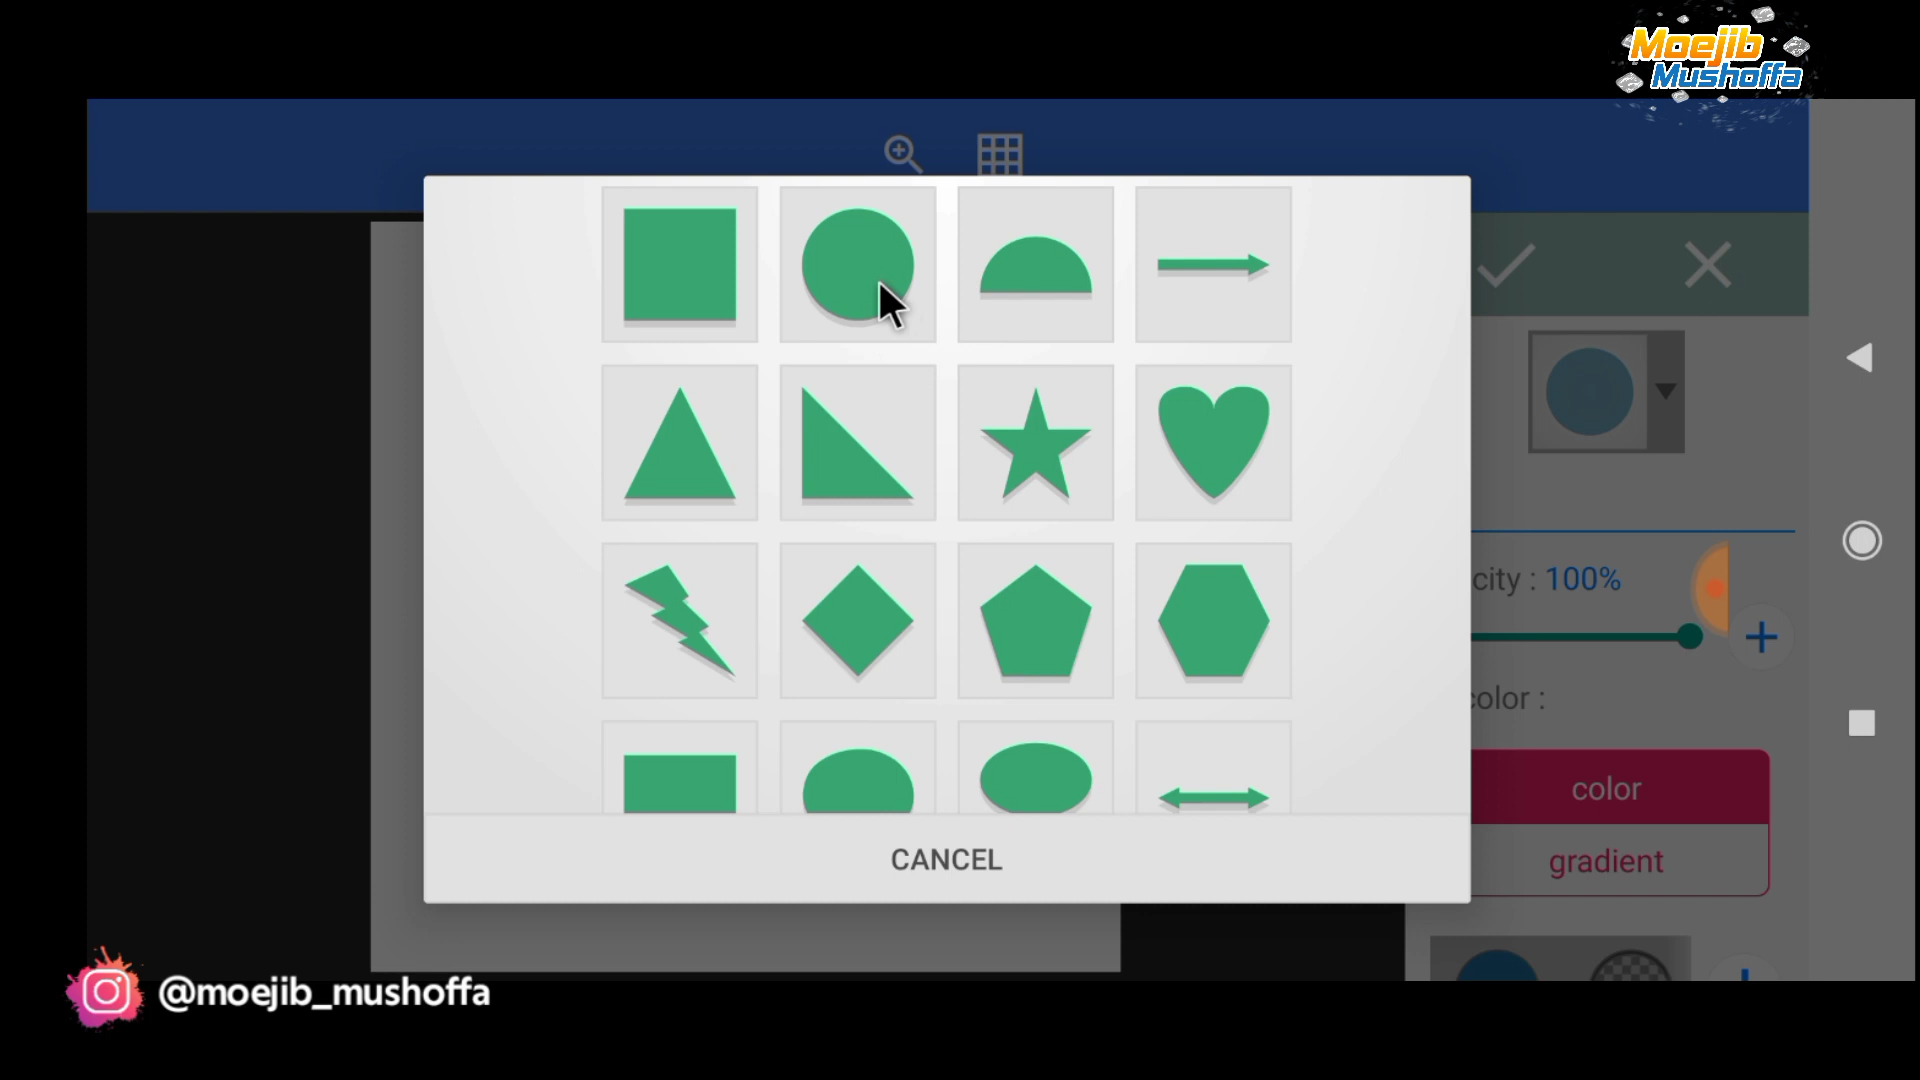 Moejib
Mushoffa
city : 100%
color :
color
gradient
CANCEL
@moejib_mushoffa